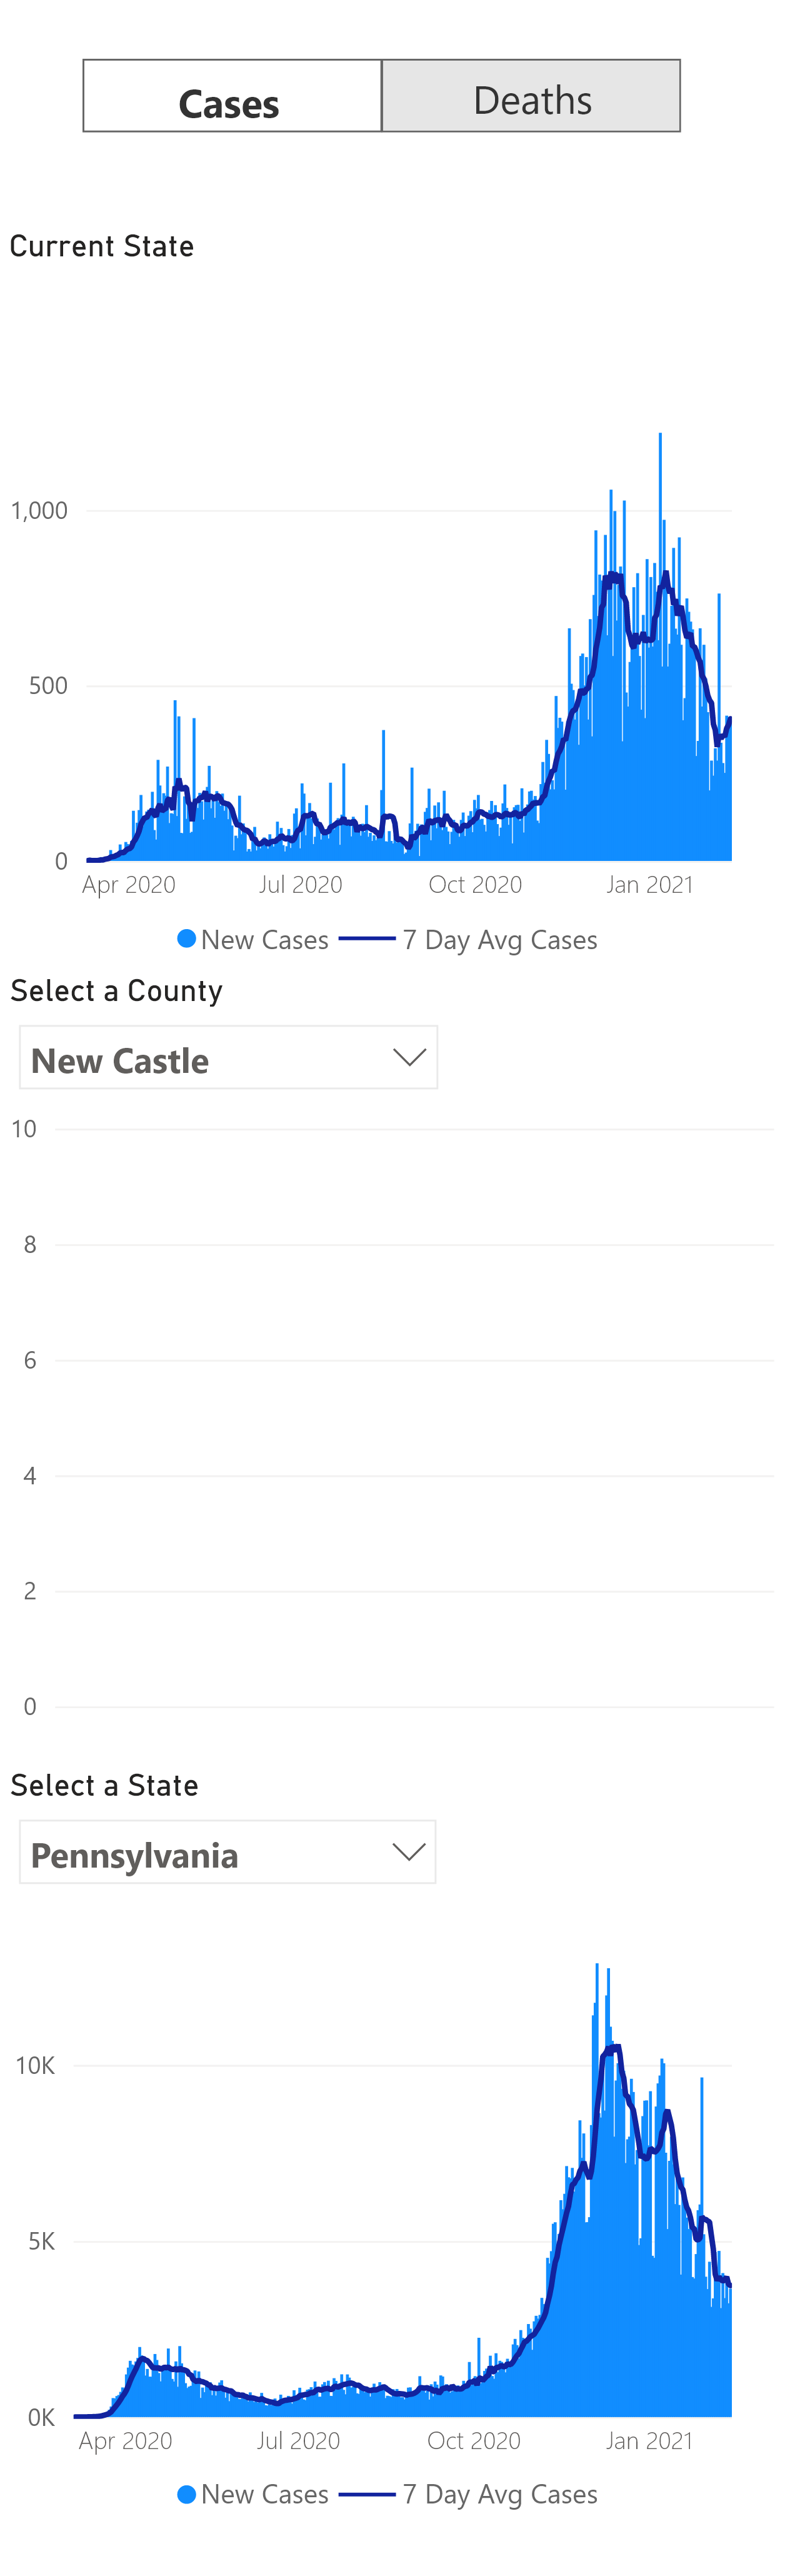 Cases Deaths
Current State
1,000
500
0
Apr 2020 Jul 2020 Oct 2020 Jan 2021
New Cases 7 Day Avg Cases
Select a County
New Castle
10
8
6
4
2
0
Select a State
Pennsylvania
10K
5K
0K
Apr 2020 Jul 2020 Oct 2020 Jan 2021
New Cases 7 Day Avg Cases